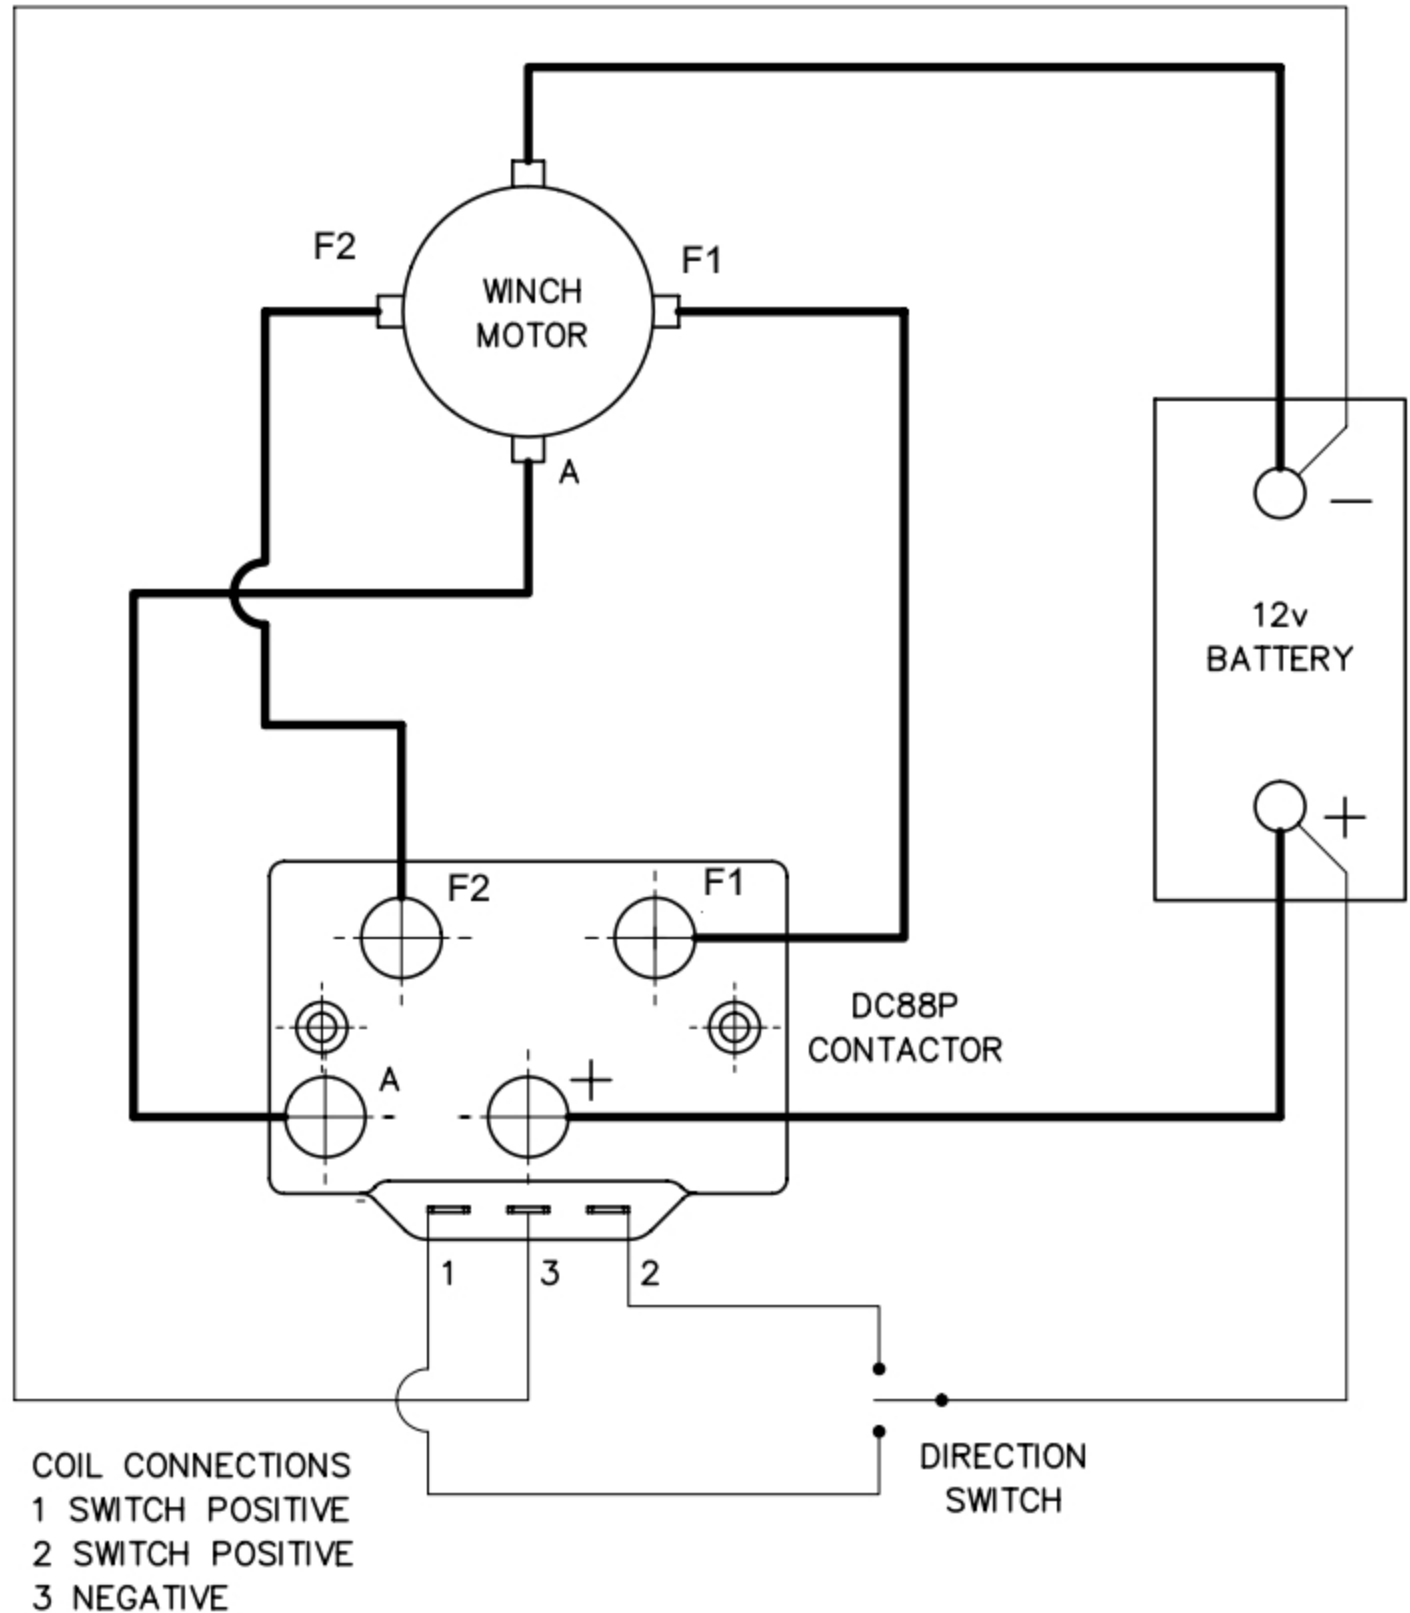 F2
F1
WINCH
MOTOR
A
12v
BATTERY
F2
F1
DC88P
CONTACTOR
A
1
3
2
COIL CONNECTIONS
1 SWITCH POSITIVE
2 SWITCH POSITIVE
3 NEGATIVE
DIRECTION
SWITCH